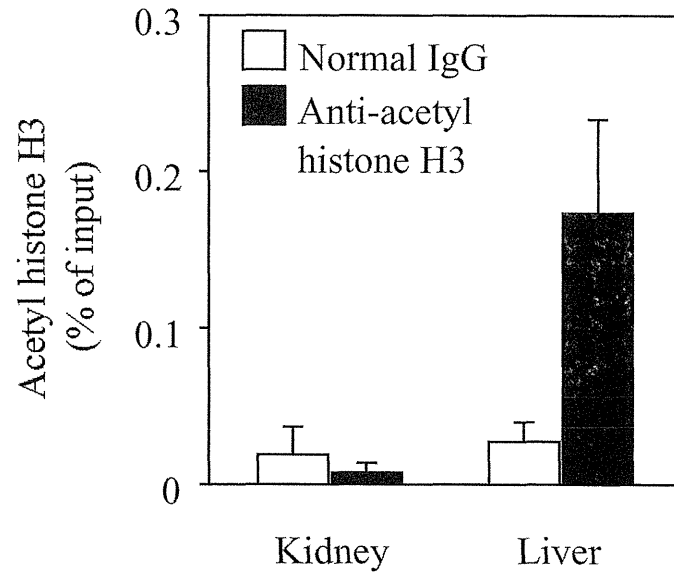 Acetyl histone H3
(% of input)
0.3
0.2
0.1
0
Normal IgG
Anti-acetyl
histone H3
Kidney
Liver